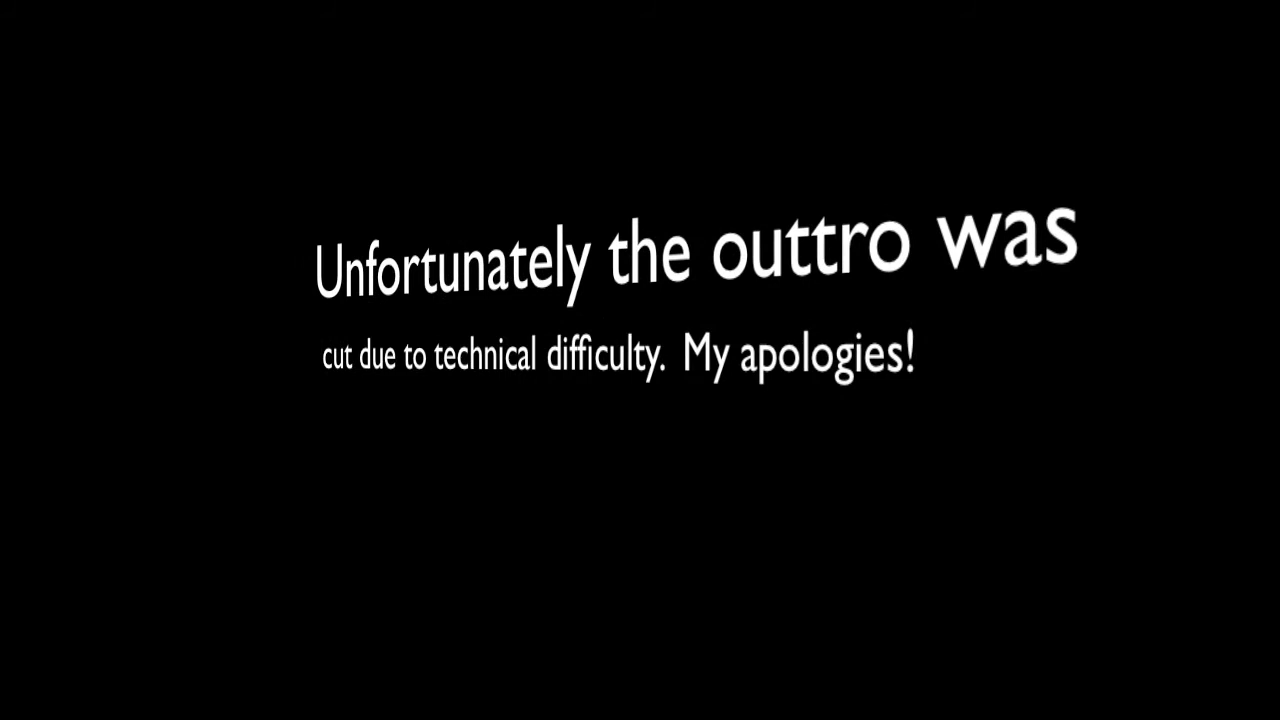 Unfortunately the outtro was
cut due to technical difficulty. My apologies!